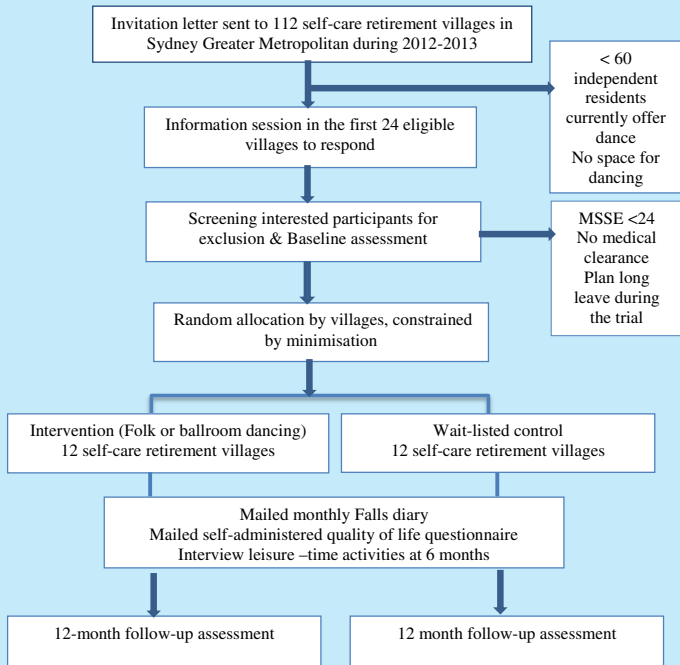 Invitation letter sent to 112 self-care retirement villages in
Sydney Greater Metropolitan during 2012-2013
< 60
independent
residents
currently offer
dance
No space for
dancing
Information session in the first 24 eligible
villages to respond
Screening interested participants for
exclusion & Baseline assessment
MSSE <24
No medical
clearance
Plan long
leave during
the trial
Random allocation by villages, constrained
by minimisation
Intervention (Folk or ballroom dancing)
12 self-care retirement villages
Wait-listed control
12 self-care retirement villages
Mailed monthly Falls diary
Mailed self-administered quality of life questionnaire
Interview leisure –time activities at 6 months
12-month follow-up assessment
12 month follow-up assessment